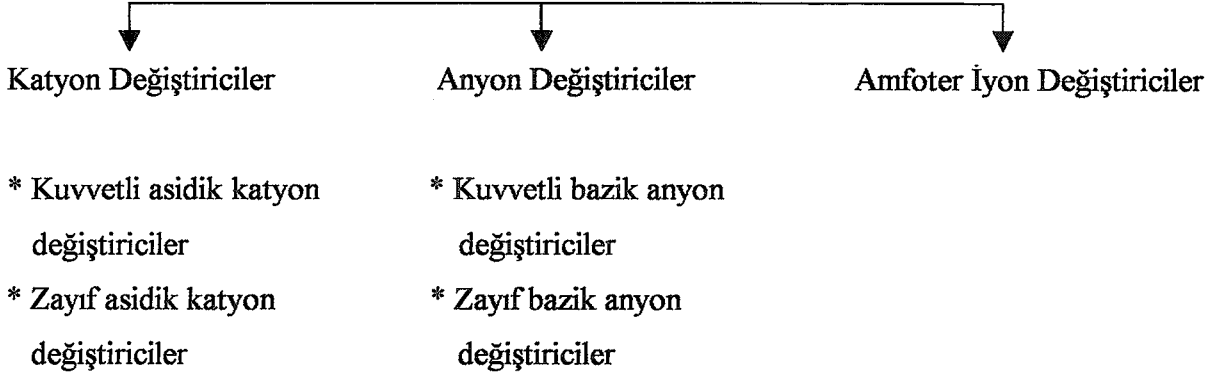 Katyon Değiştiriciler
Anyon Değiştiriciler
Amfoter İyon Değiştiriciler
* Kuvvetli asidik katyon
değiştiriciler
* Zayıf asidik katyon
değiştiriciler
* Kuvvetli bazik anyon
değiştiriciler
* Zayıf bazik anyon
değiştiriciler